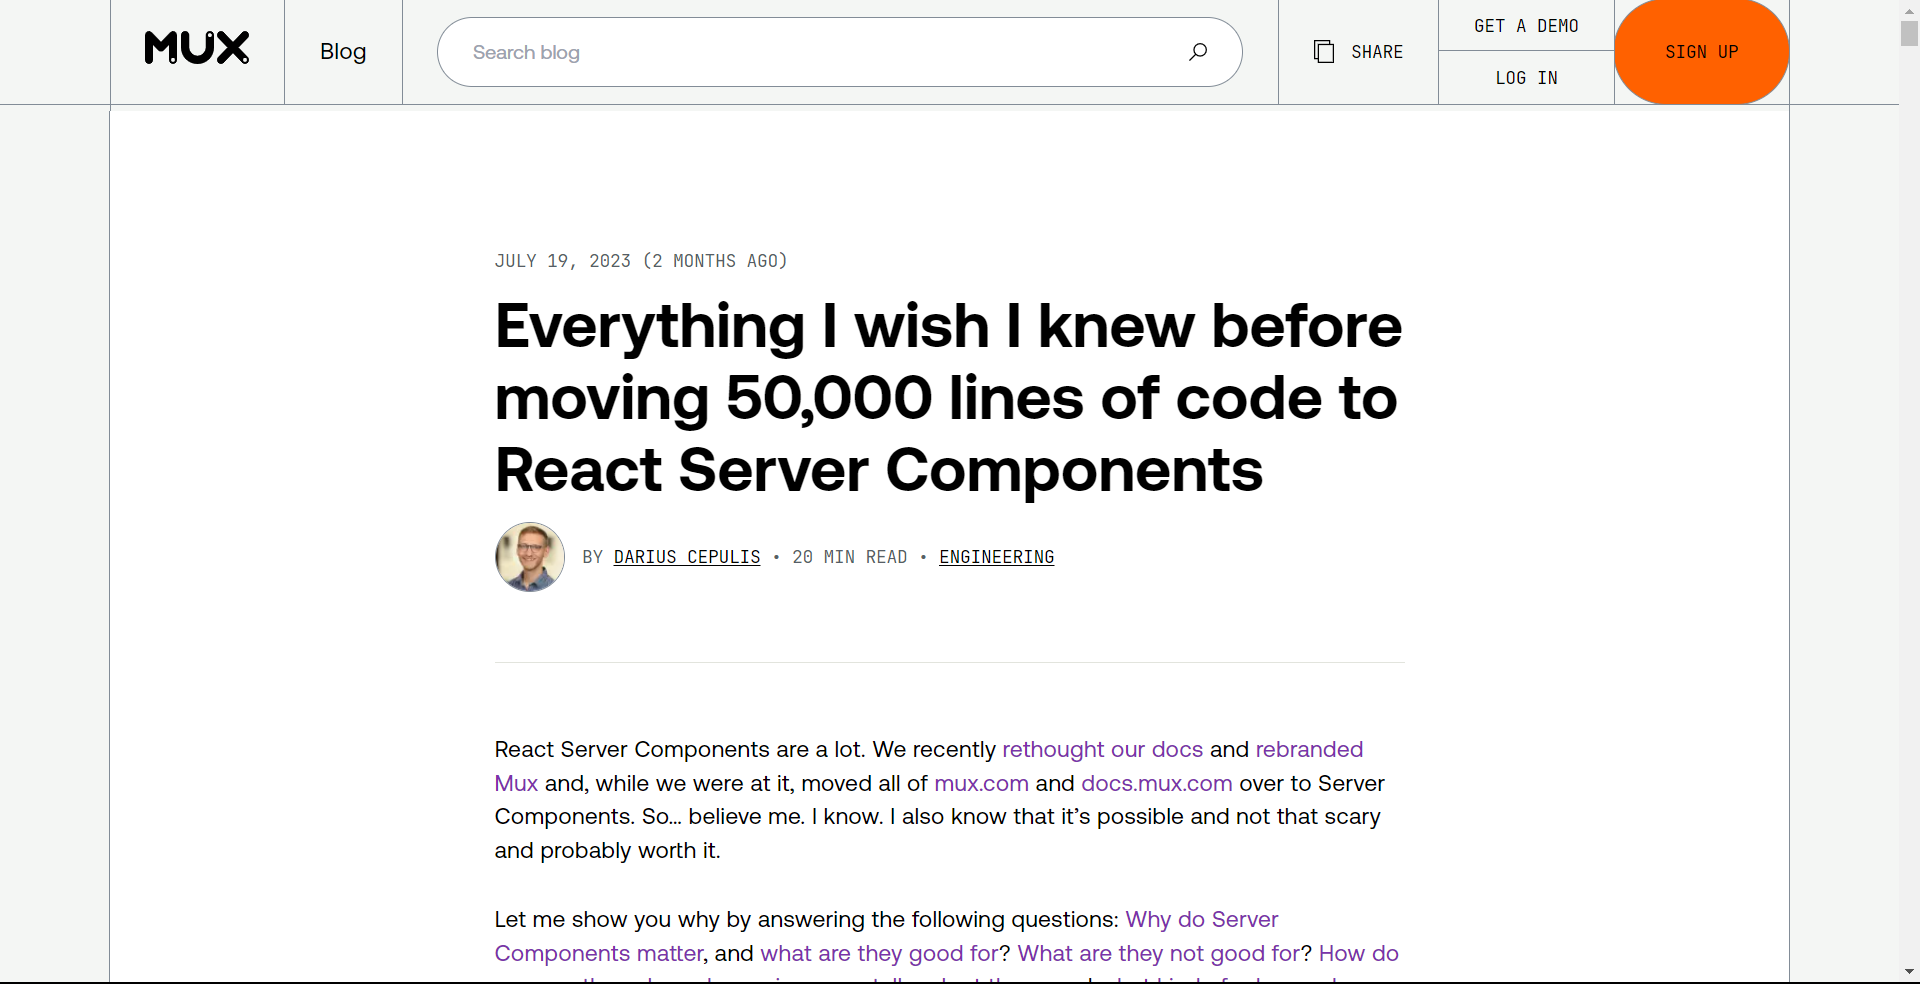 MUX
Blog
Search blog
SHARE
GET A DEMO
LOG IN
SIGN UP
JULY 19, 2023 (2 MONTHS AGO)
Everything I wish I knew before
moving 50,000 lines of code to
React Server Components
BY DARIUS CEPULIS • 20 MIN READ • ENGINEERING
React Server Components are a lot. We recently rethought our docs and rebranded
Mux and, while we were at it, moved all of mux.com and docs.mux.com over to Server
Components. So... believe me. I know. I also know that it’s possible and not that scary
and probably worth it.
Let me show you why by answering the following questions: Why do Server
Components matter, and what are they good for? What are they not good for? How do